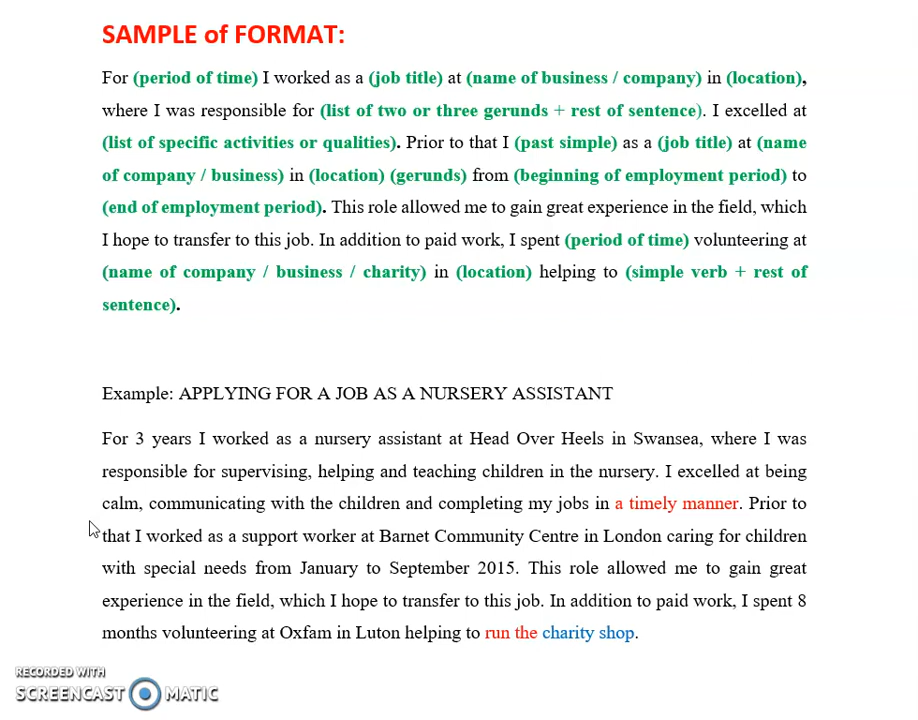 SAMPLE of FORMAT:
For (period of time) I worked as a (job title) at (name of business / company) in (location),
where I was responsible for (list of two or three gerunds + rest of sentence). I excelled at
(list of specific activities or qualities). Prior to that I (past simple) as a (job title) at (name
of company / business) in (location) (gerunds) from (beginning of employment period) to
(end of employment period). This role allowed me to gain great experience in the field, which
I hope to transfer to this job. In addition to paid work, I spent (period of time) volunteering at
(name of company / business / charity) in (location) helping to (simple verb + rest of
sentence).
Example: APPLYING FOR A JOB AS A NURSERY ASSISTANT
For 3 years I worked as a nursery assistant at Head Over Heels in Swansea, where I was
responsible for supervising, helping and teaching children in the nursery. I excelled at being
calm, communicating with the children and completing my jobs in a timely manner. Prior to
that I worked as a support worker at Barnet Community Centre in London caring for children
with special needs from January to September 2015. This role allowed me to gain great
experience in the field, which I hope to transfer to this job. In addition to paid work, I spent 8
months volunteering at Oxfam in Luton helping to run the charity shop.
RECORDED WITH
SCREENCAST MATIC